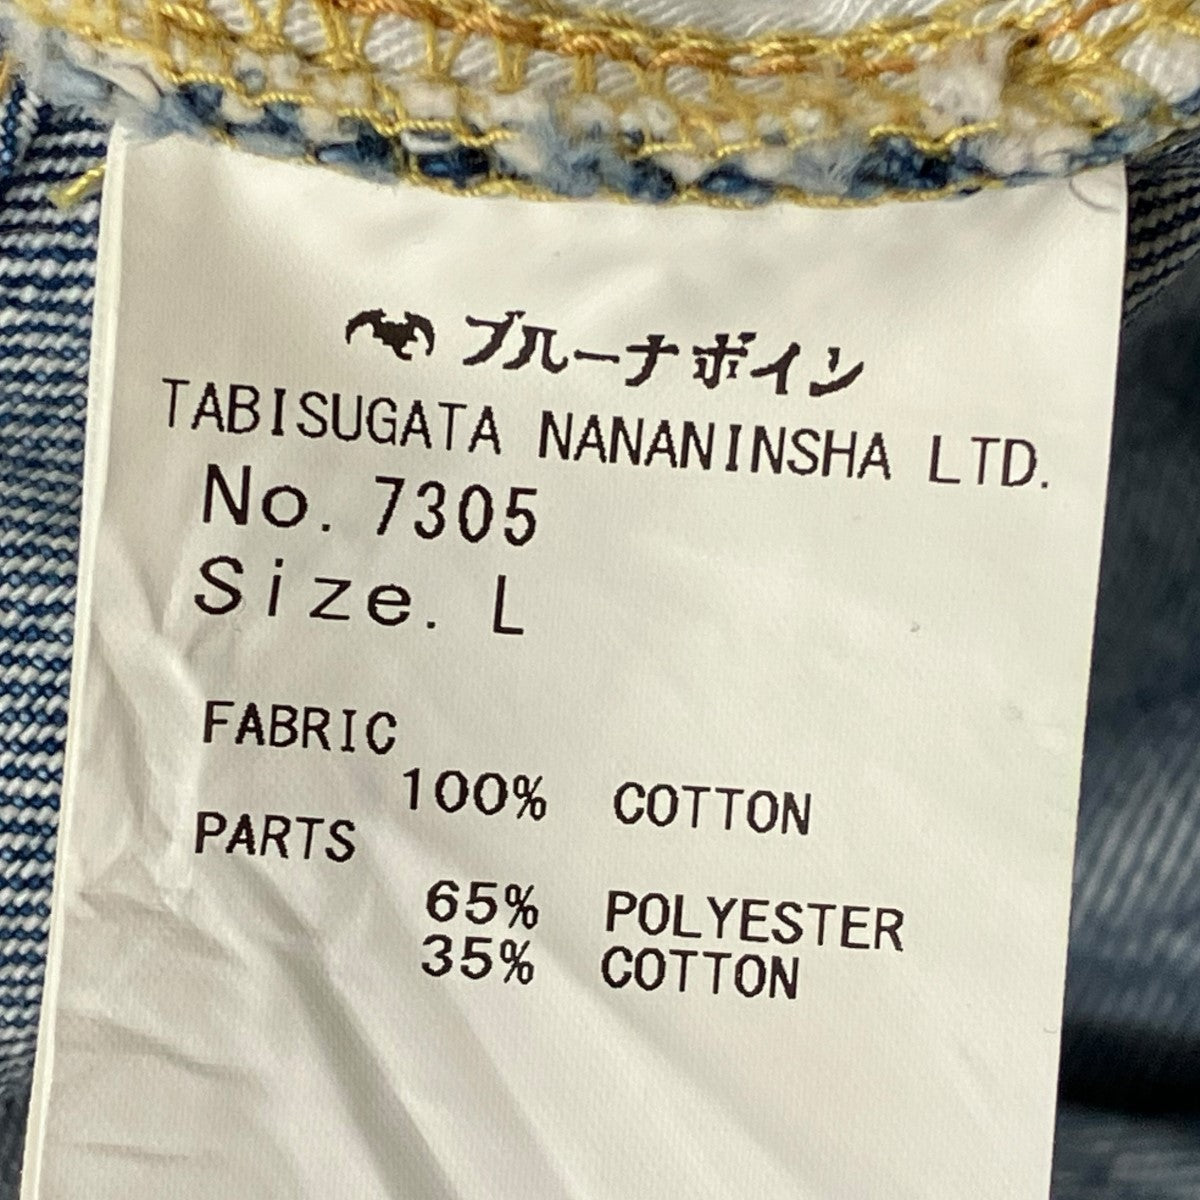 ブルーナボイン
TABISUGATA NANANINSHA LTD.
No. 7305
Size. L
FABRIC
100% COTTON
PARTS
65% POLYESTER
35% COTTON